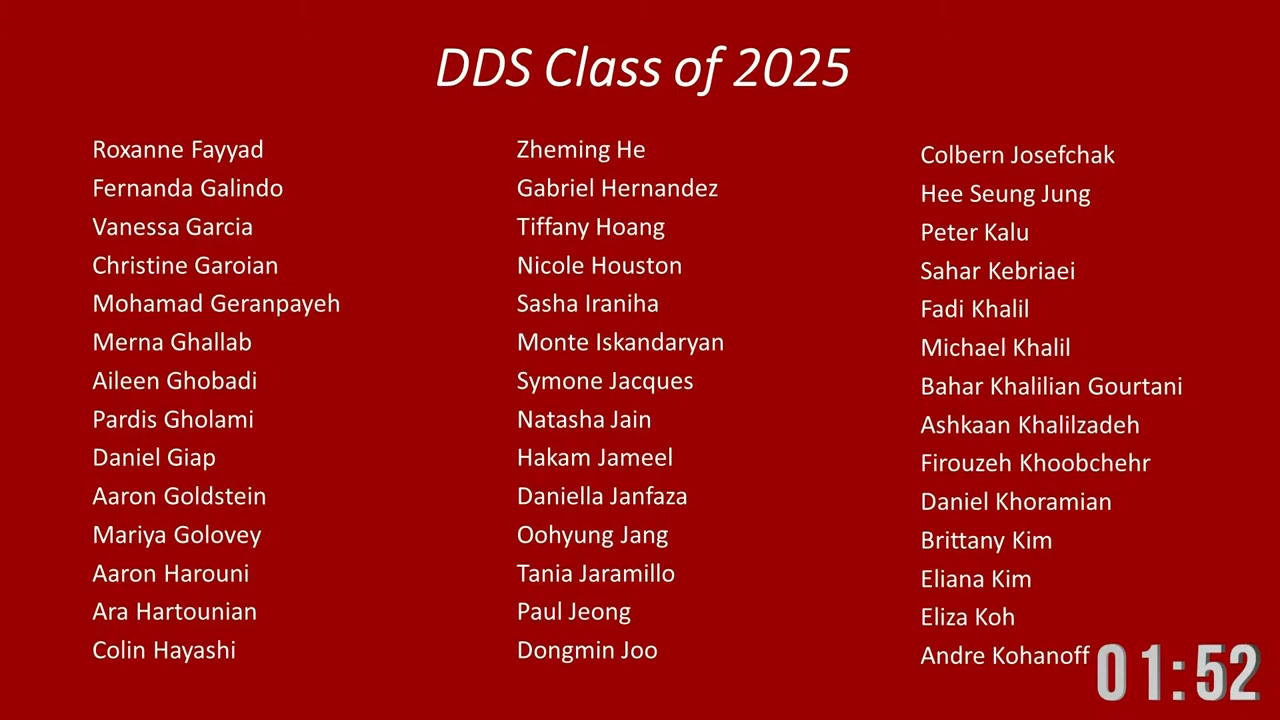 DDS Class of 2025
Roxanne Fayyad
Fernanda Galindo
Vanessa Garcia
Christine Garoian
Mohamad Geranpayeh
Merna Ghallab
Aileen Ghobadi
Pardis Gholami
Daniel Giap
Aaron Goldstein
Mariya Golovey
Aaron Harouni
Ara Hartounian
Colin Hayashi
Zheming He
Gabriel Hernandez
Tiffany Hoang
Nicole Houston
Sasha Iraniha
Monte Iskandaryan
Symone Jacques
Natasha Jain
Hakam Jameel
Daniella Janfaza
Oohyung Jang
Tania Jaramillo
Paul Jeong
Dongmin Joo
Colbern Josefchak
Hee Seung Jung
Peter Kalu
Sahar Kebriaei
Fadi Khalil
Michael Khalil
Bahar Khalilian Gourtani
Ashkaan Khalilzadeh
Firouzeh Khoobchehr
Daniel Khoramian
Brittany Kim
Eliana Kim
Eliza Koh
Andre Kohanoff
01:52